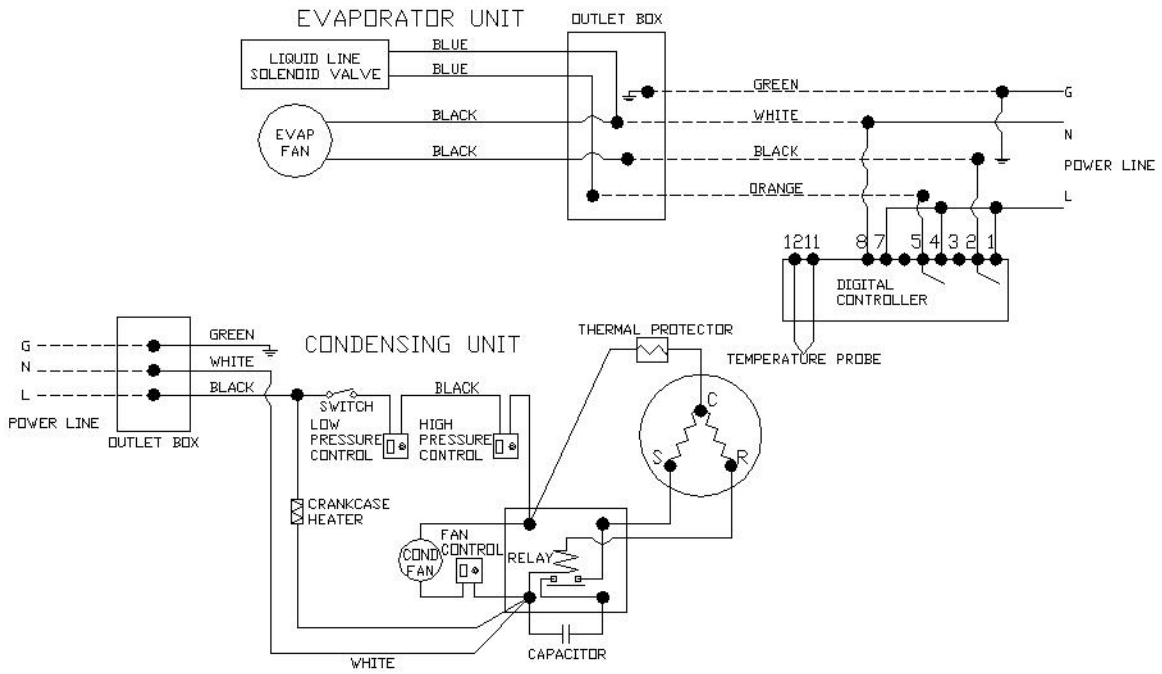 EVAPORATOR UNIT
OUTLET BOX
LIQUID LINE
SOLENOID VALVE
BLUE
BLUE
GREEN
G
BLACK
WHITE
N
EVAP
FAN
BLACK
BLACK
POWER LINE
ORANGE
L
12 11 8 7 5 4 3 2 1
DIGITAL
CONTROLLER
TEMPERATURE PROBE
THERMAL PROTECTOR
CONDENSING UNIT
G
GREEN
N
WHITE
L
BLACK
POWER LINE
OUTLET BOX
SWITCH
BLACK
LOW
PRESSURE
CONTROL
HIGH
PRESSURE
CONTROL
C
S
R
CRANKCASE
HEATER
COND
FAN
FAN
CONTROL
RELAY
CAPACITOR
WHITE